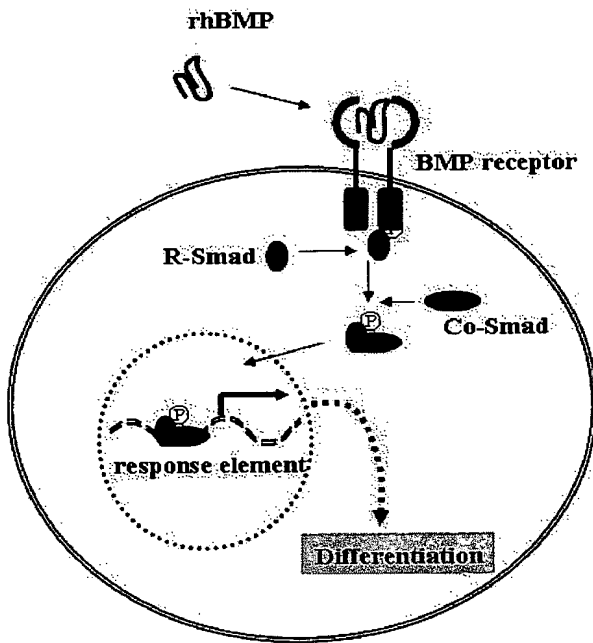 rhBMP
BMP receptor
P
R-Smad
P
Co-Smad
P
response element
Differentiation